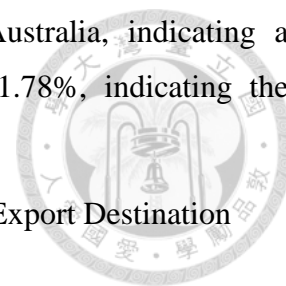 Australia, indicating a
1.78%, indicating the
Export Destination